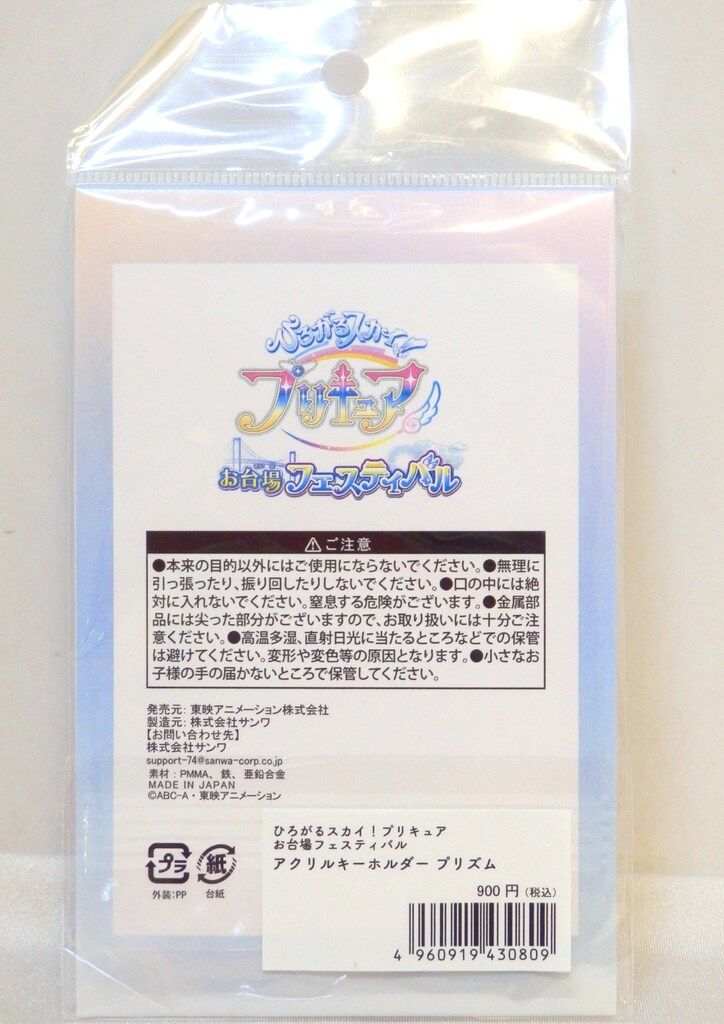 ひろがるスカイ!
プリキュア
お台場フェスティバル
⚠ご注意
●本来の目的以外にはご使用にならないでください。●無理に
引っ張ったり、振り回したりしないでください。●口の中には絶
対に入れないでください。窒息する危険がございます。●金属部
品には尖った部分がございますので、お取り扱いには十分ご注
意ください。●高温多湿、直射日光に当たるところなどでの保管
は避けてください。変形や変色等の原因となります。●小さなお
子様の手の届かないところで保管してください。
発売元: 東映アニメーション株式会社
製造元: 株式会社サンワ
【お問い合わせ先】
株式会社サンワ
support-74@sanwa-corp.co.jp
素材:PMMA、鉄、亜鉛合金
MADE IN JAPAN
©ABC-A・東映アニメーション
プラ
紙
外装:PP
台紙
ひろがるスカイ!プリキュア
お台場フェスティバル
アクリルキーホルダー プリズム
900円(税込)
4 960919 430809